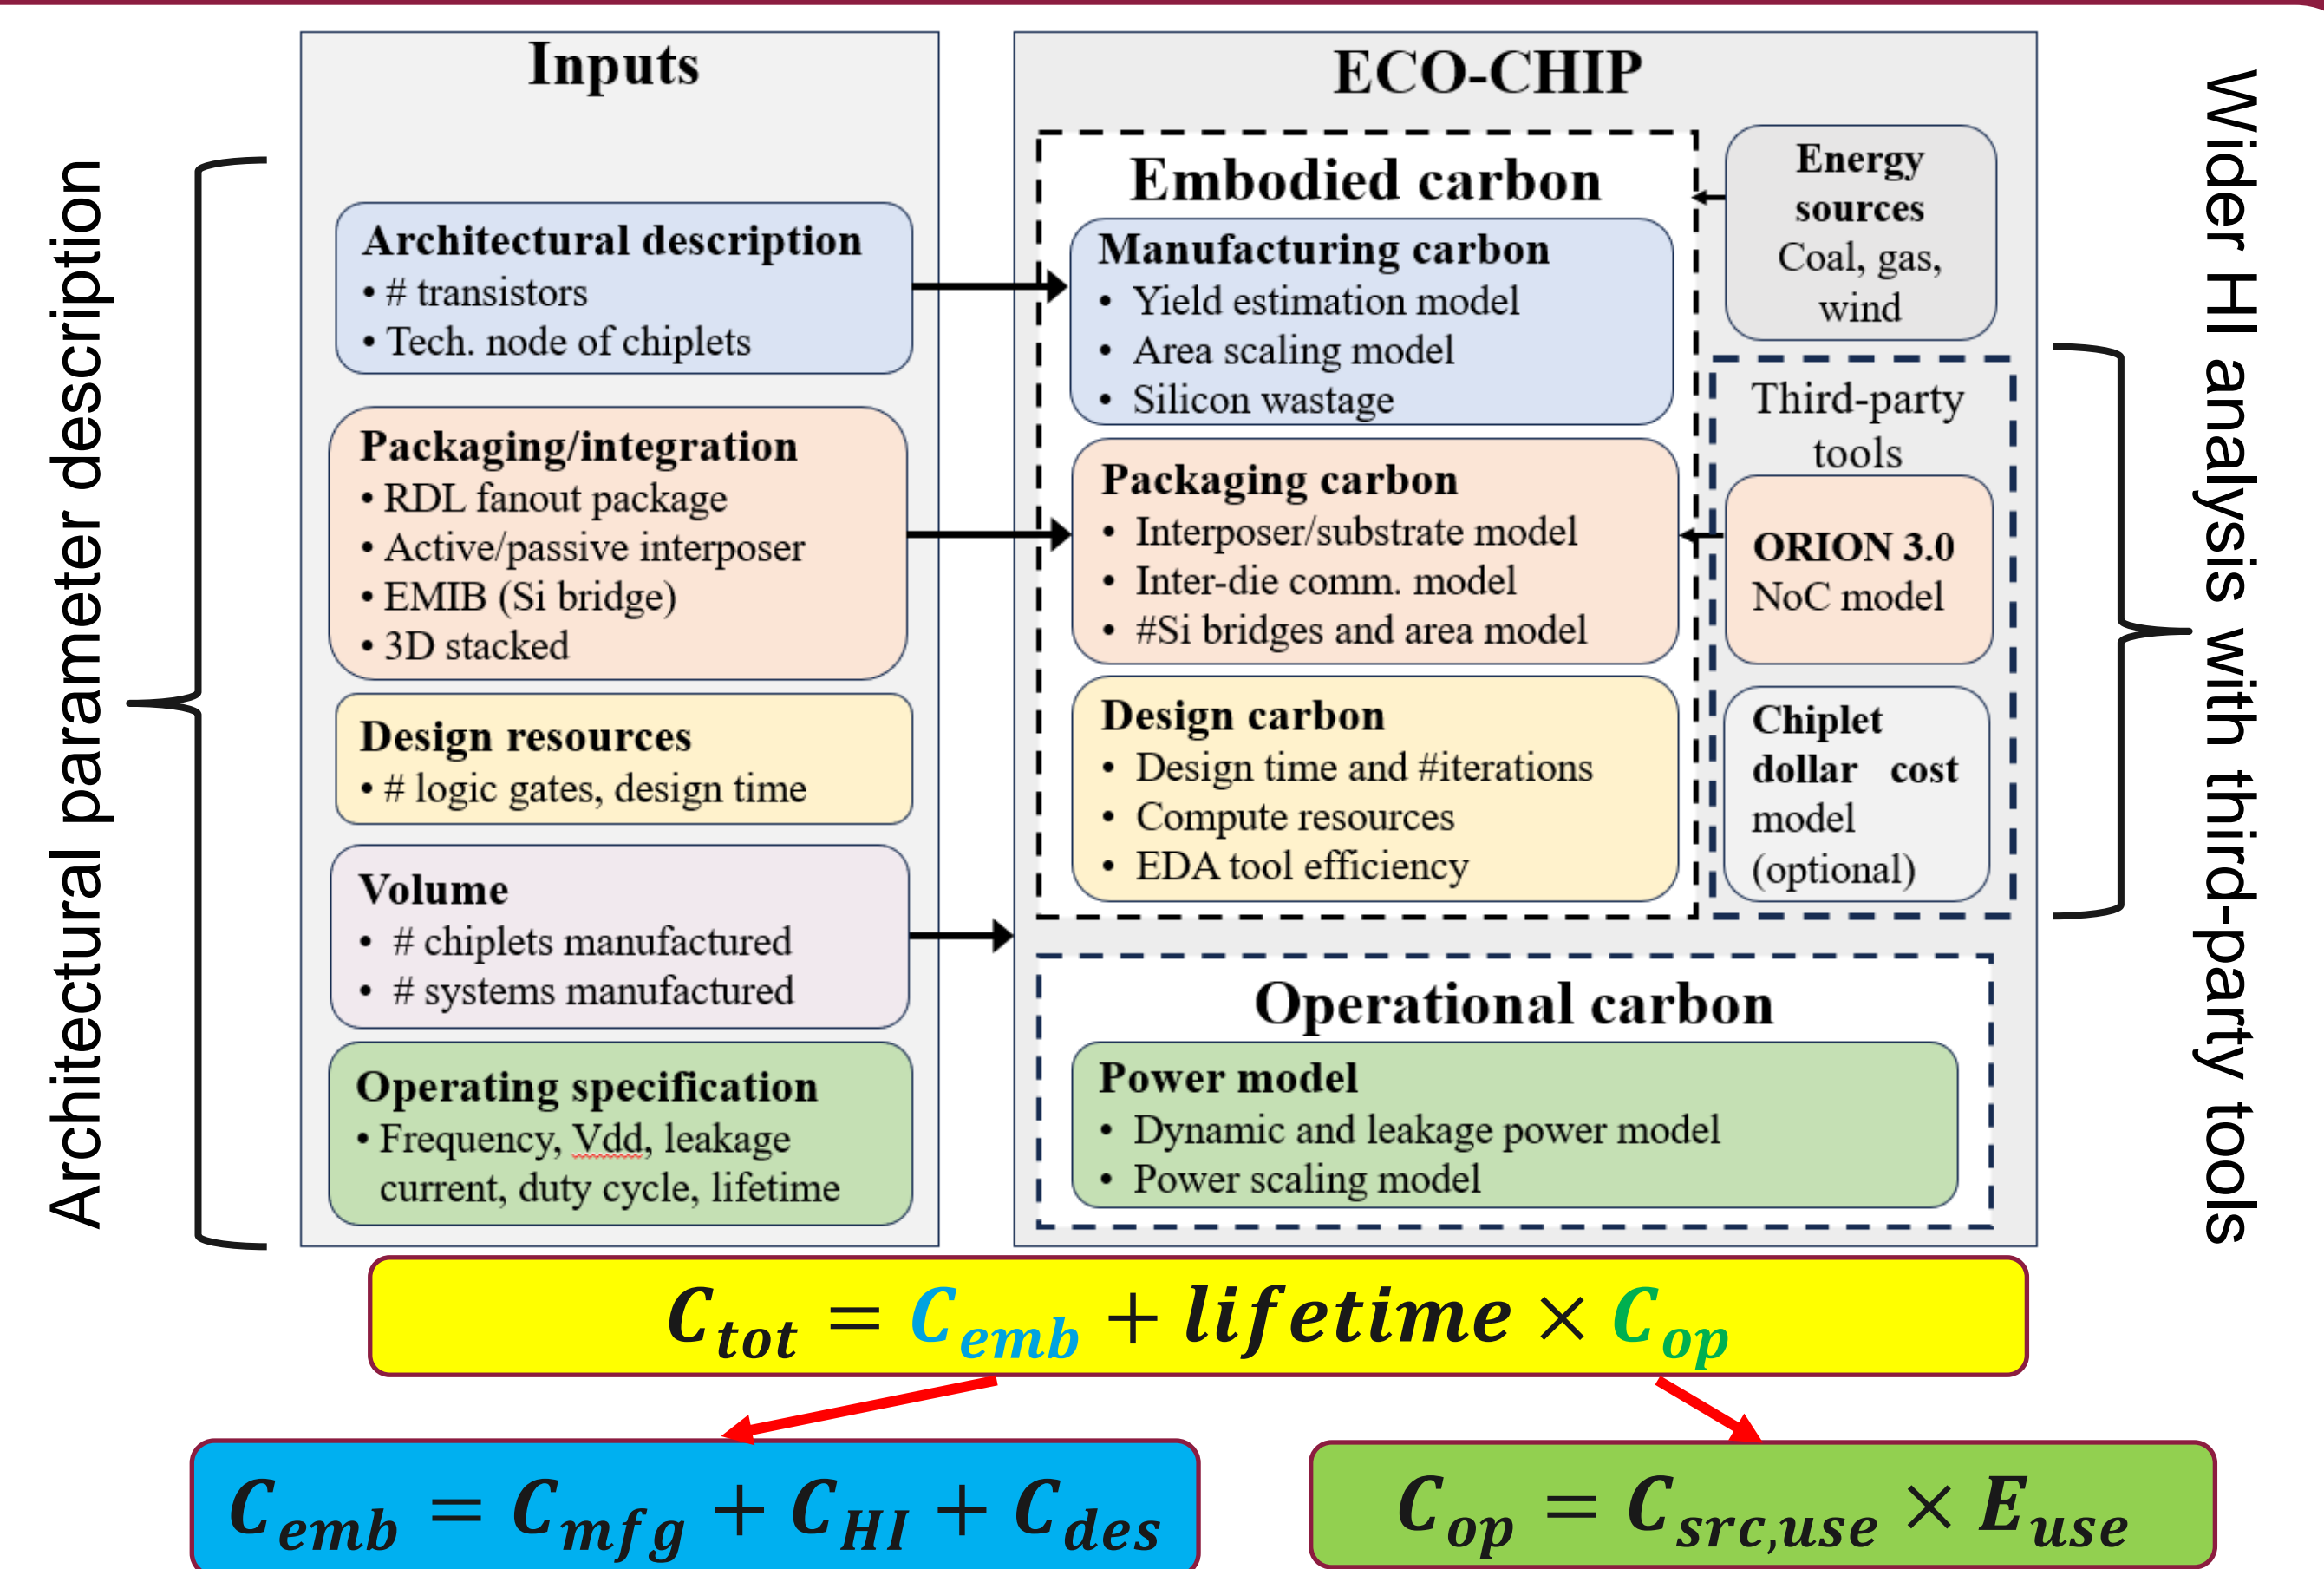 Architectural parameter description
Inputs
Architectural description
• # transistors
• Tech. node of chiplets
Packaging/integration
• RDL fanout package
• Active/passive interposer
• EMIB (Si bridge)
• 3D stacked
Design resources
• # logic gates, design time
Volume
• # chiplets manufactured
• # systems manufactured
Operating specification
• Frequency, Vdd, leakage
current, duty cycle, lifetime
ECO-CHIP
Embodied carbon
Manufacturing carbon
• Yield estimation model
• Area scaling model
• Silicon wastage
Packaging carbon
• Interposer/substrate model
• Inter-die comm. model
• #Si bridges and area model
Design carbon
• Design time and #iterations
• Compute resources
• EDA tool efficiency
Energy
sources
Coal, gas,
wind
Third-party
tools
ORION 3.0
NoC model
Chiplet
dollar cost
model
(optional)
Operational carbon
Power model
• Dynamic and leakage power model
• Power scaling model
Wider HI analysis with third-party tools
C_tot = C_emb + lifetime × C_op
C_emb = C_mfg + C_HI + C_des
C_op = C_src,use × E_use